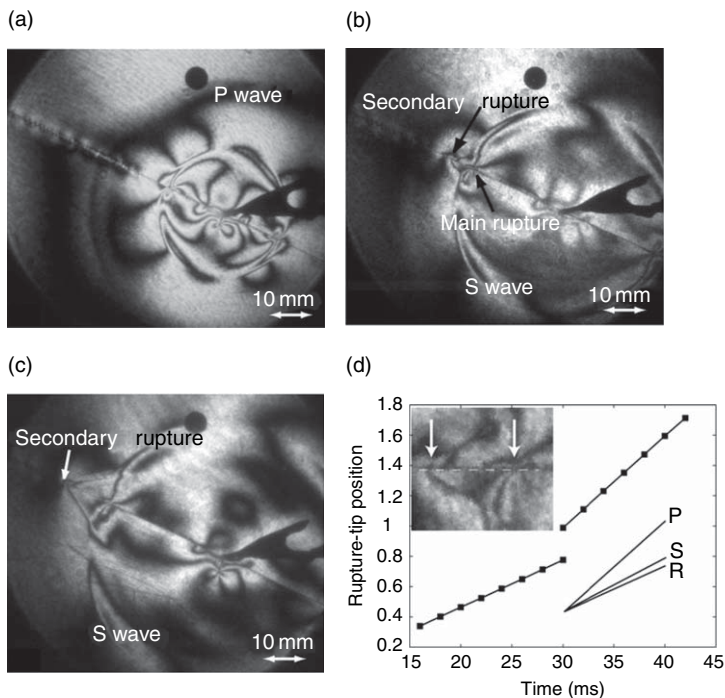 (a)
P wave
10 mm
(b)
Secondary rupture
Main rupture
S wave
10 mm
(c)
Secondary rupture
S wave
10 mm
(d)
Rupture-tip position
1.8
1.6
1.4
1.2
1
0.8
0.6
0.4
0.2
P
S
R
15 20 25 30 35 40 45
Time (ms)